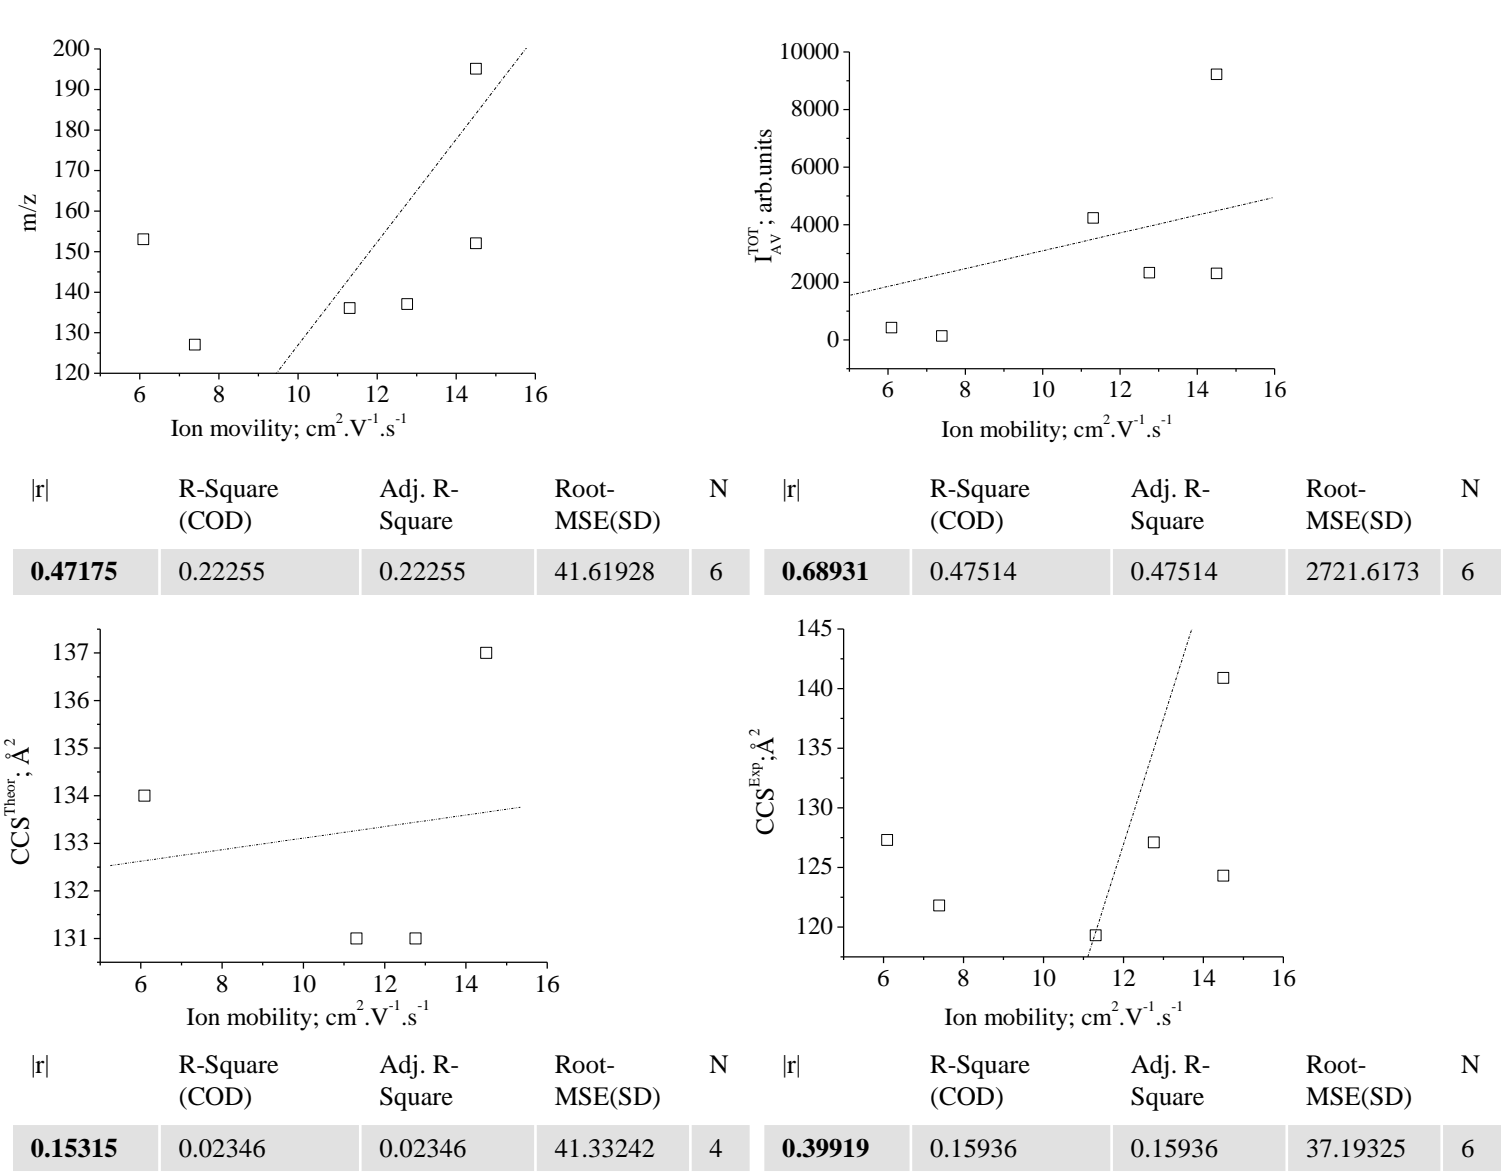 200
190
180
170
160
150
140
130
120
m/z
6 8 10 12 14 16
Ion movility; cm².V⁻¹.s⁻¹
10000
8000
6000
4000
2000
0
I_AV^TOT; arb.units
6 8 10 12 14 16
Ion mobility; cm².V⁻¹.s⁻¹
|r| R-Square (COD) Adj. R-Square Root-MSE(SD) N
0.47175 0.22255 0.22255 41.61928 6
|r| R-Square (COD) Adj. R-Square Root-MSE(SD) N
0.68931 0.47514 0.47514 2721.6173 6
137
136
135
134
133
132
131
CCS^Theor; Å²
6 8 10 12 14 16
Ion mobility; cm².V⁻¹.s⁻¹
145
140
135
130
125
120
CCS^Exp;Å²
6 8 10 12 14 16
Ion mobility; cm².V⁻¹.s⁻¹
|r| R-Square (COD) Adj. R-Square Root-MSE(SD) N
0.15315 0.02346 0.02346 41.33242 4
|r| R-Square (COD) Adj. R-Square Root-MSE(SD) N
0.39919 0.15936 0.15936 37.19325 6